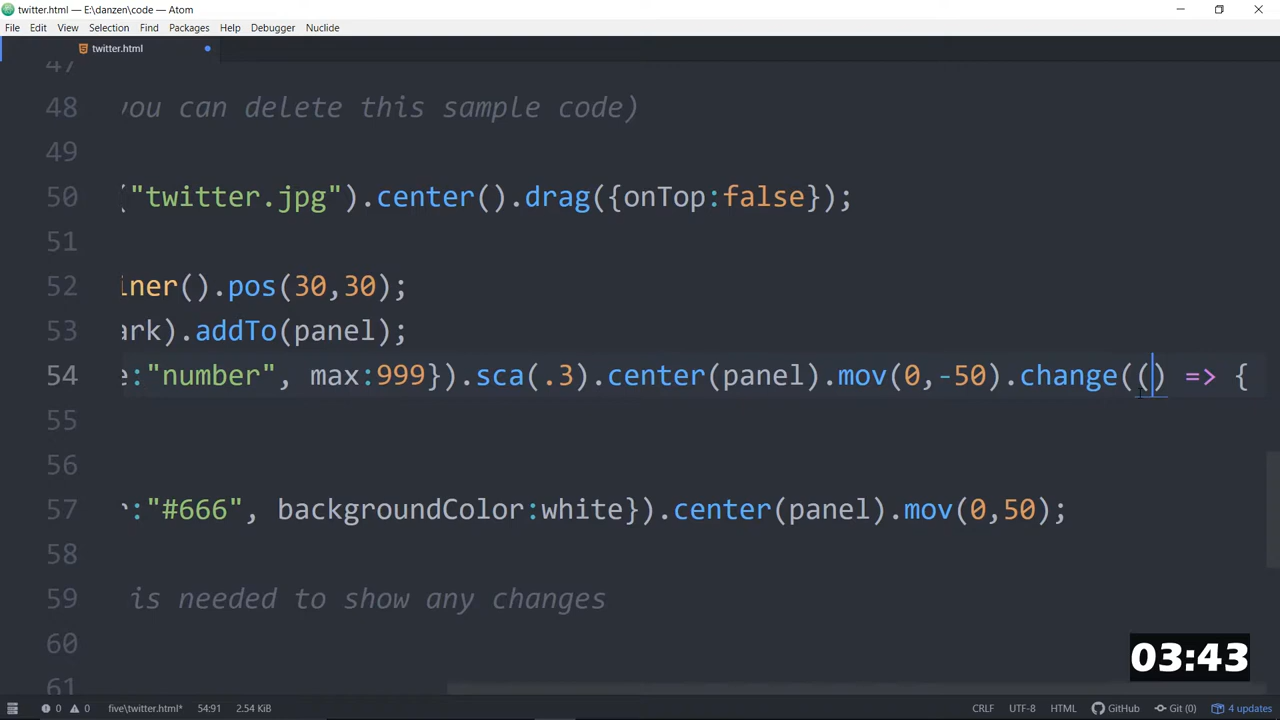 twitter.html — E:\danzen\code — Atom
File Edit View Selection Find Packages Help Debugger Nuclide
twitter.html
47
48 you can delete this sample code)
49
50 ("twitter.jpg").center().drag({onTop:false});
51
52 iner().pos(30,30);
53 ark).addTo(panel);
54 e:"number", max:999}).sca(.3).center(panel).mov(0,-50).change(() => {
55
56
57 r:"#666", backgroundColor:white}).center(panel).mov(0,50);
58
59 is needed to show any changes
60
61
03:43
0 0 five\twitter.html* 54:91 2.54 KiB CRLF UTF-8 HTML GitHub Git (0) 4 updates